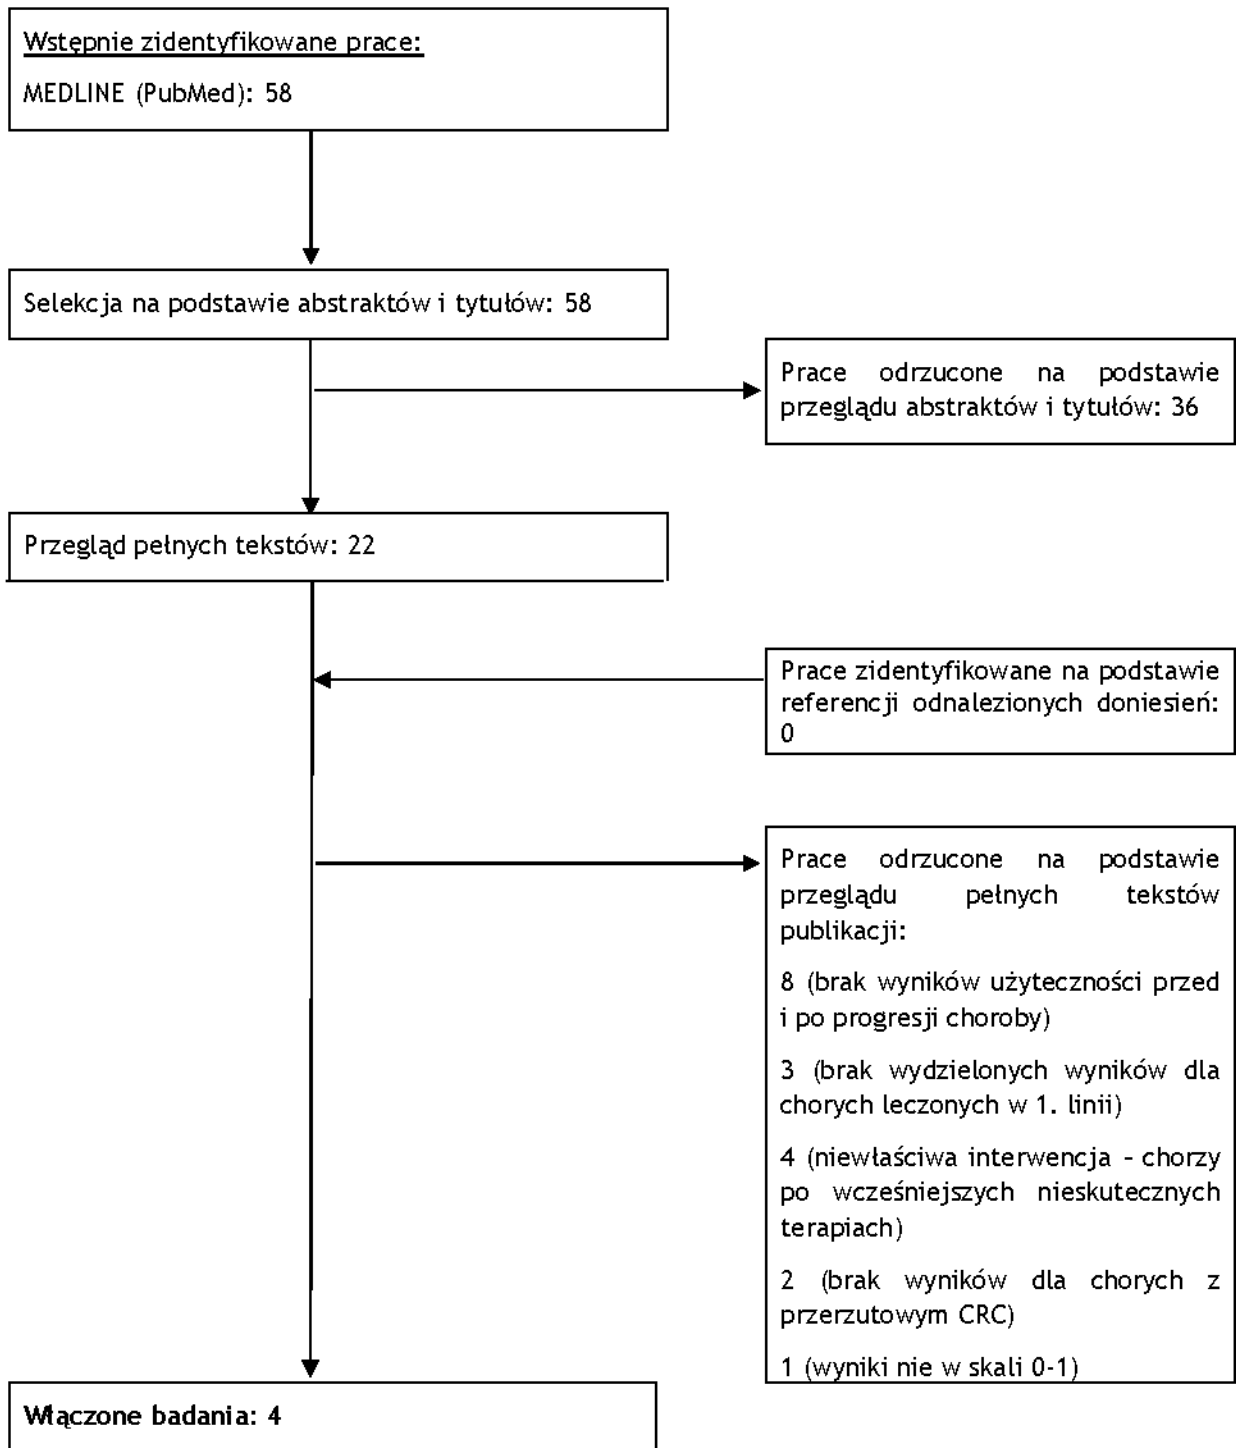 Wstępnie zidentyfikowane prace:
MEDLINE (PubMed): 58
Selekcja na podstawie abstraktów i tytułów: 58
Prace odrzucone na podstawie
przeglądu abstraktów i tytułów: 36
Przegląd pełnych tekstów: 22
Prace zidentyfikowane na podstawie
referencji odnalezionych doniesień:
0
Prace odrzucone na podstawie
przeglądu pełnych tekstów
publikacji:
8 (brak wyników użyteczności przed
i po progresji choroby)
3 (brak wydzielonych wyników dla
chorych leczonych w 1. linii)
4 (niewłaściwa interwencja – chorzy
po wcześniejszych nieskutecznych
terapiach)
2 (brak wyników dla chorych z
przerzutowym CRC)
1 (wyniki nie w skali 0-1)
Włączone badania: 4